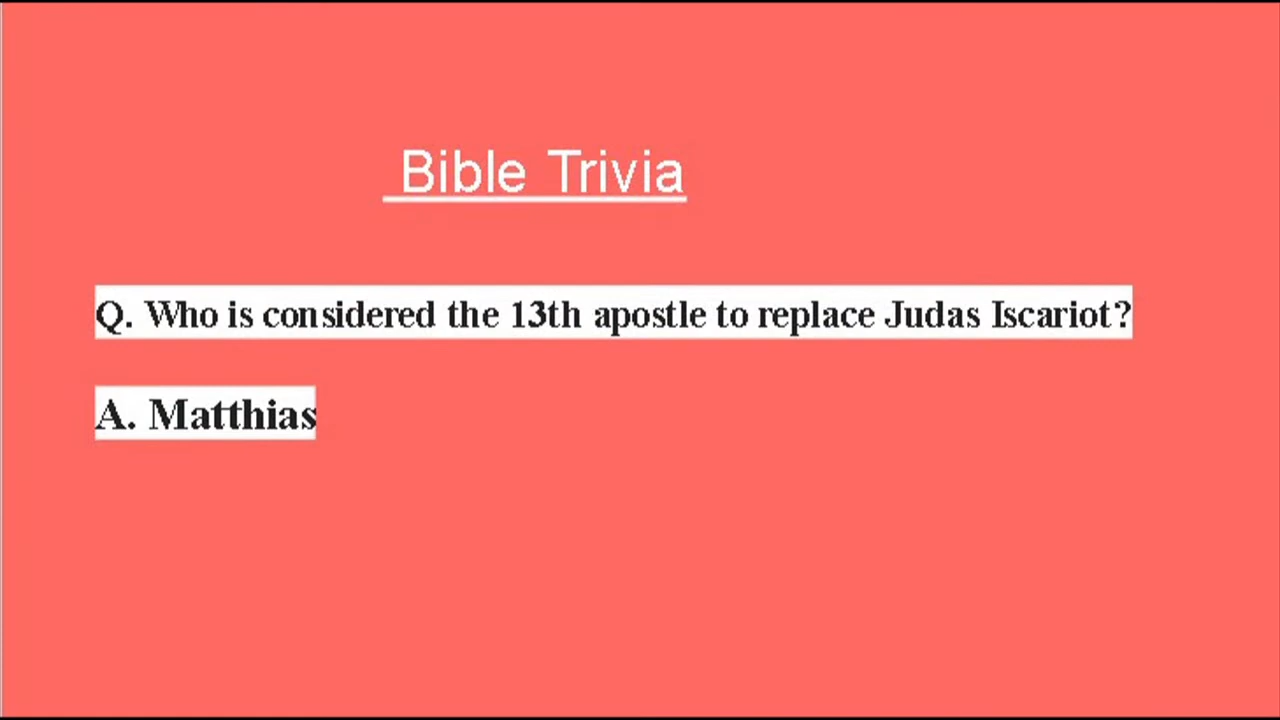 Bible Trivia
Q. Who is considered the 13th apostle to replace Judas Iscariot?
A. Matthias